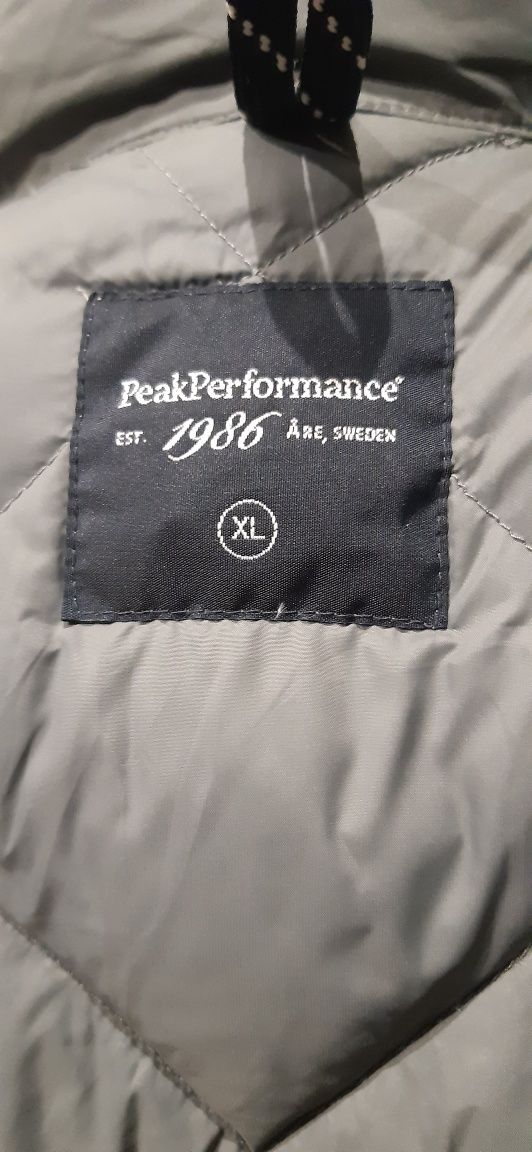 PeakPerformance®
EST. 1986 ÅRE, SWEDEN
XL